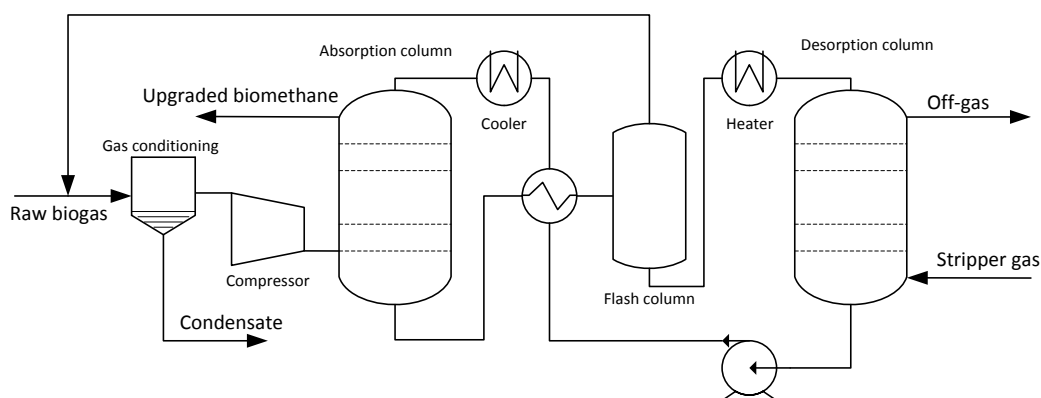 Absorption column
Desorption column
Upgraded biomethane
Cooler
Heater
Off-gas
Gas conditioning
Raw biogas
Compressor
Flash column
Stripper gas
Condensate